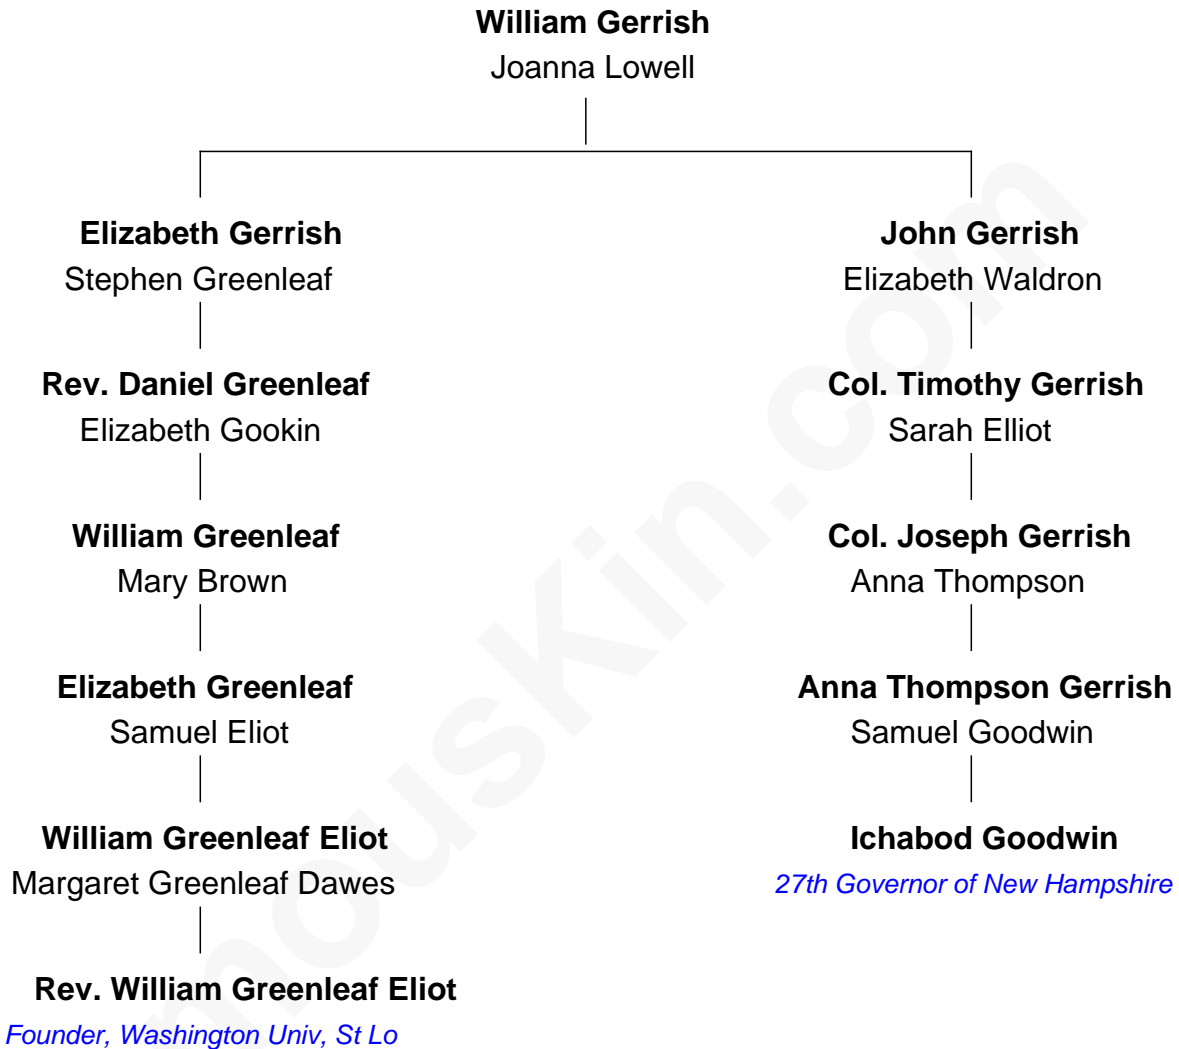 William Gerrish
Joanna Lowell
Elizabeth Gerrish
Stephen Greenleaf
John Gerrish
Elizabeth Waldron
Rev. Daniel Greenleaf
Elizabeth Gookin
Col. Timothy Gerrish
Sarah Elliot
William Greenleaf
Mary Brown
Col. Joseph Gerrish
Anna Thompson
Elizabeth Greenleaf
Samuel Eliot
Anna Thompson Gerrish
Samuel Goodwin
William Greenleaf Eliot
Margaret Greenleaf Dawes
Ichabod Goodwin
27th Governor of New Hampshire
Rev. William Greenleaf Eliot
Founder, Washington Univ, St Lo
mousKin.com